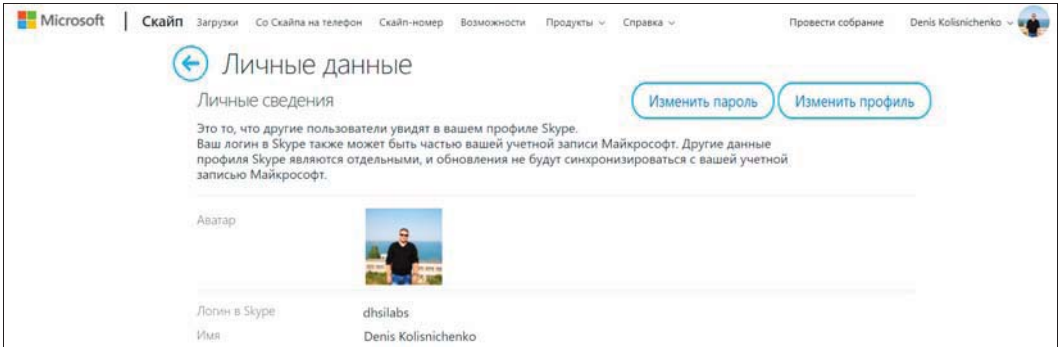 Microsoft Скайп Загрузки Со Скайпа на телефон Скайп-номер Возможности Продукты Справка Провести собрание Denis Kolisnichenko
Личные данные
Личные сведения Изменить пароль Изменить профиль
Это то, что другие пользователи увидят в вашем профиле Skype.
Ваш логин в Skype также может быть частью вашей учетной записи Майкрософт. Другие данные
профиля Skype являются отдельными, и обновления не будут синхронизироваться с вашей учетной
записью Майкрософт.
Аватар
Логин в Skype dhsilabs
Имя Denis Kolisnichenko